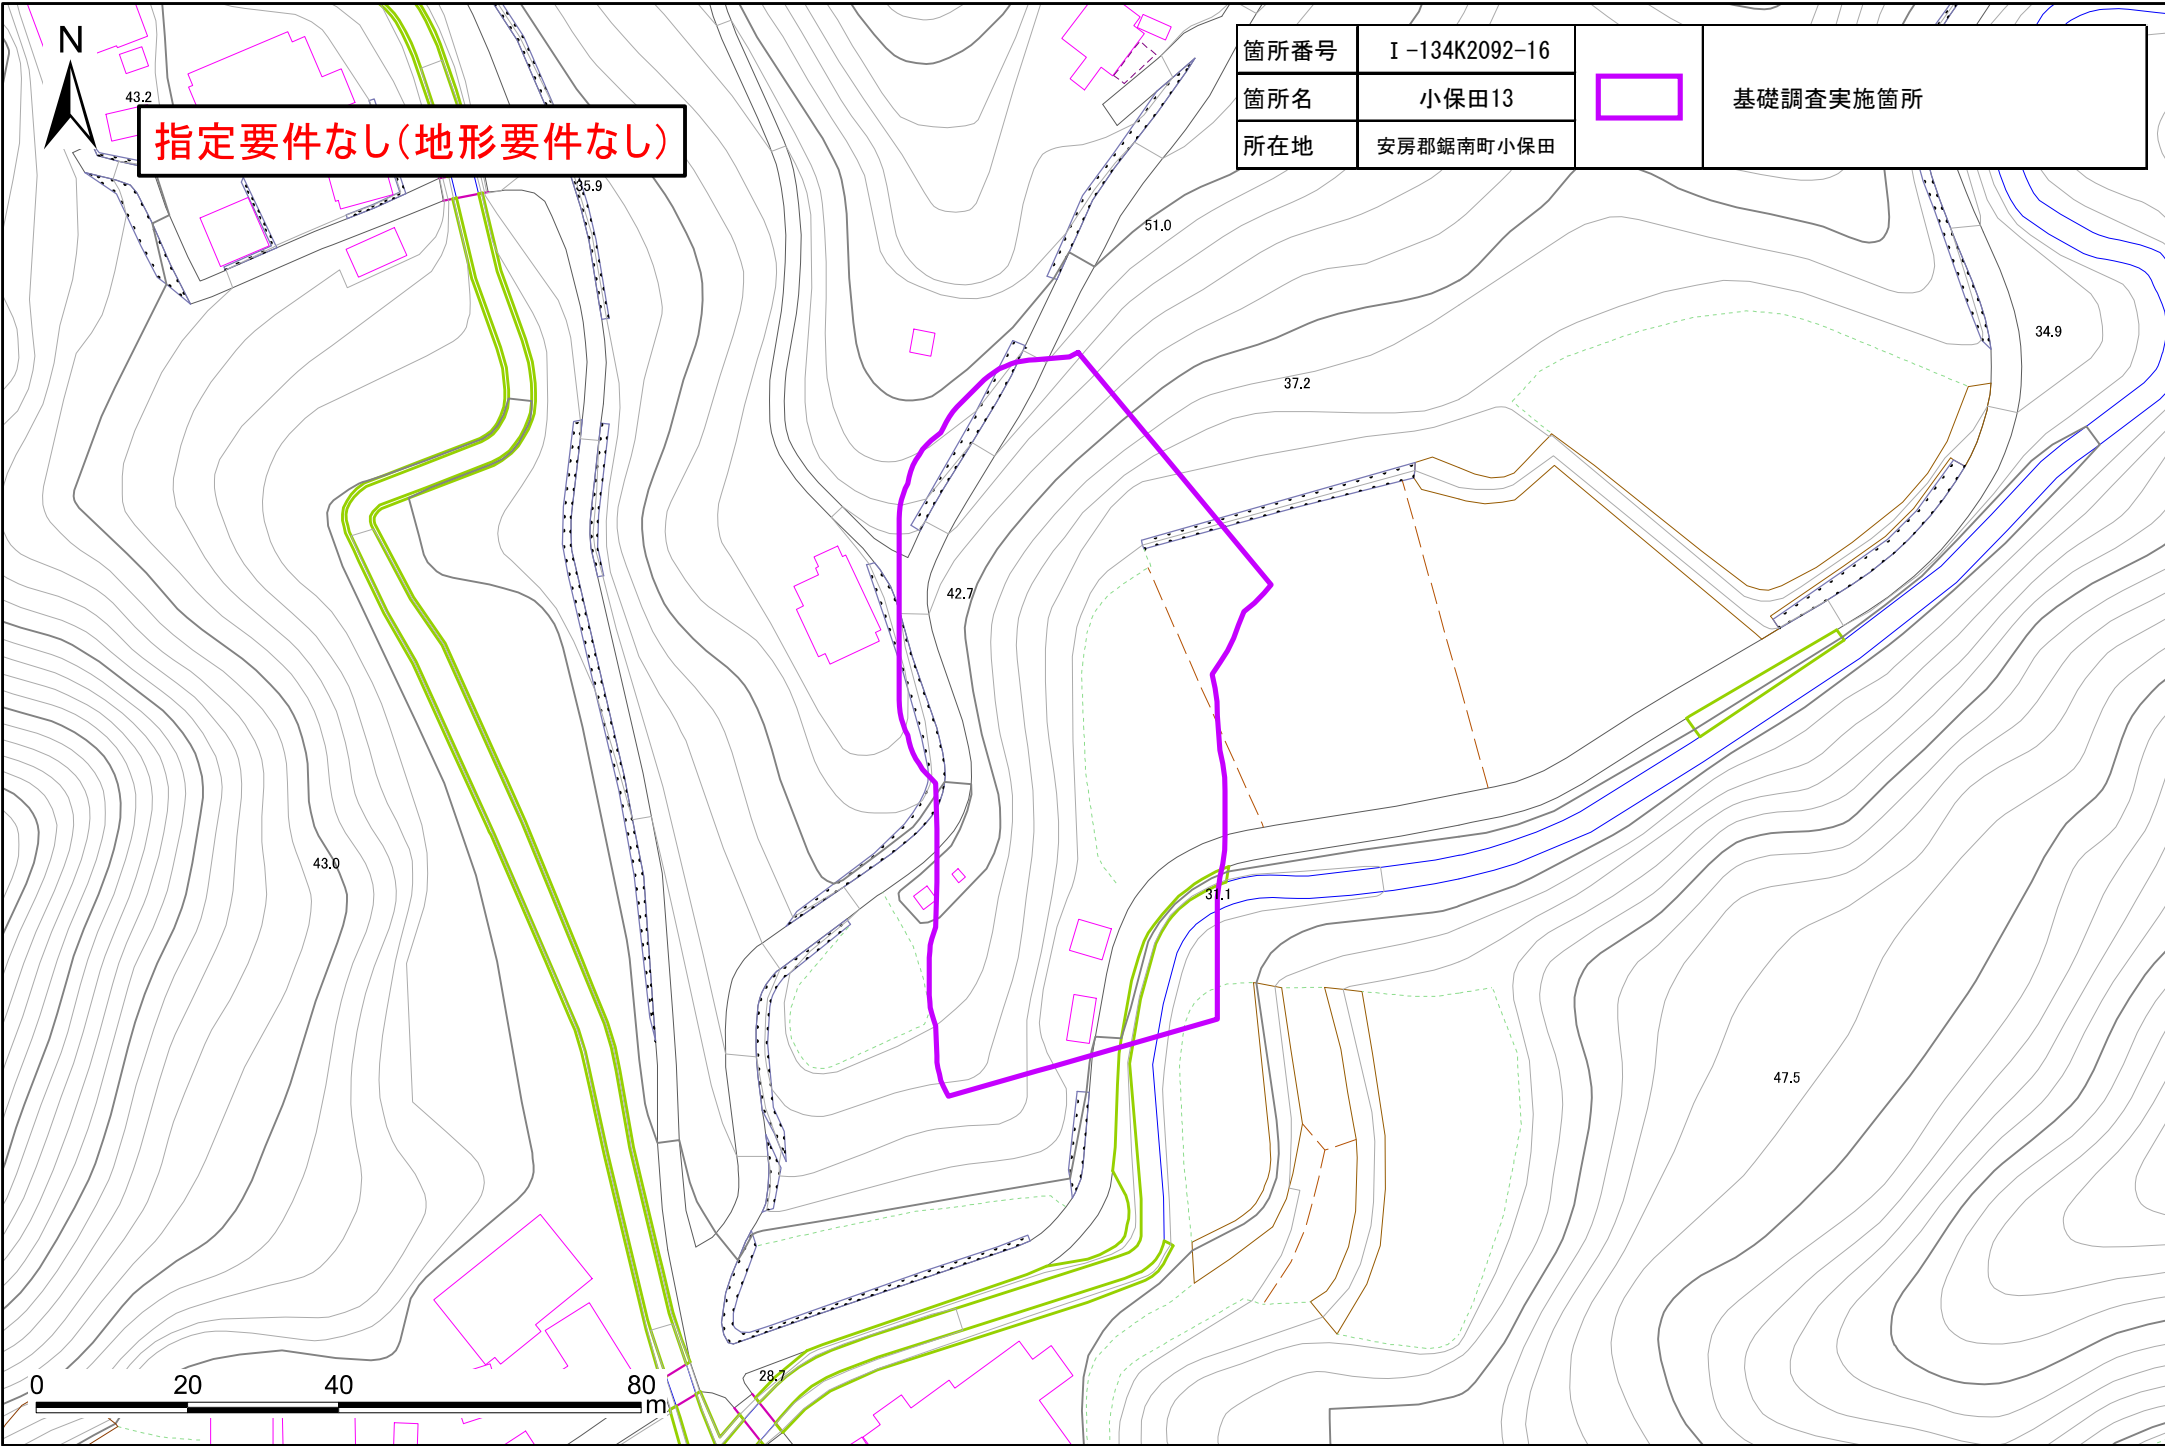 N
43.2
指定要件なし(地形要件なし)
35.9
箇所番号 Ⅰ-134K2092-16
箇所名 小保田13
所在地 安房郡鋸南町小保田
基礎調査実施箇所
51.0
34.9
37.2
42.7
43.0
31.1
47.5
28.7
0 20 40 80
m